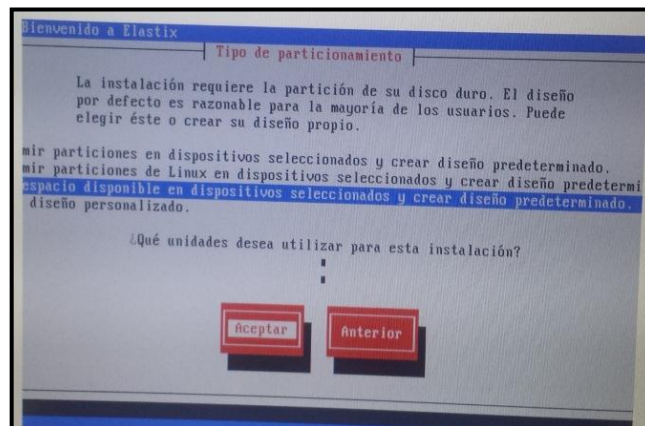 Bienvenido a Elastix
Tipo de particionamiento
La instalación requiere la partición de su disco duro. El diseño
por defecto es razonable para la mayoría de los usuarios. Puede
elegir éste o crear su diseño propio.
mir particiones en dispositivos seleccionados y crear diseño predeterminado.
mir particiones de Linux en dispositivos seleccionados y crear diseño predetermi
espacio disponible en dispositivos seleccionados y crear diseño predeterminado.
diseño personalizado.
¿Qué unidades desea utilizar para esta instalación?
Aceptar
Anterior